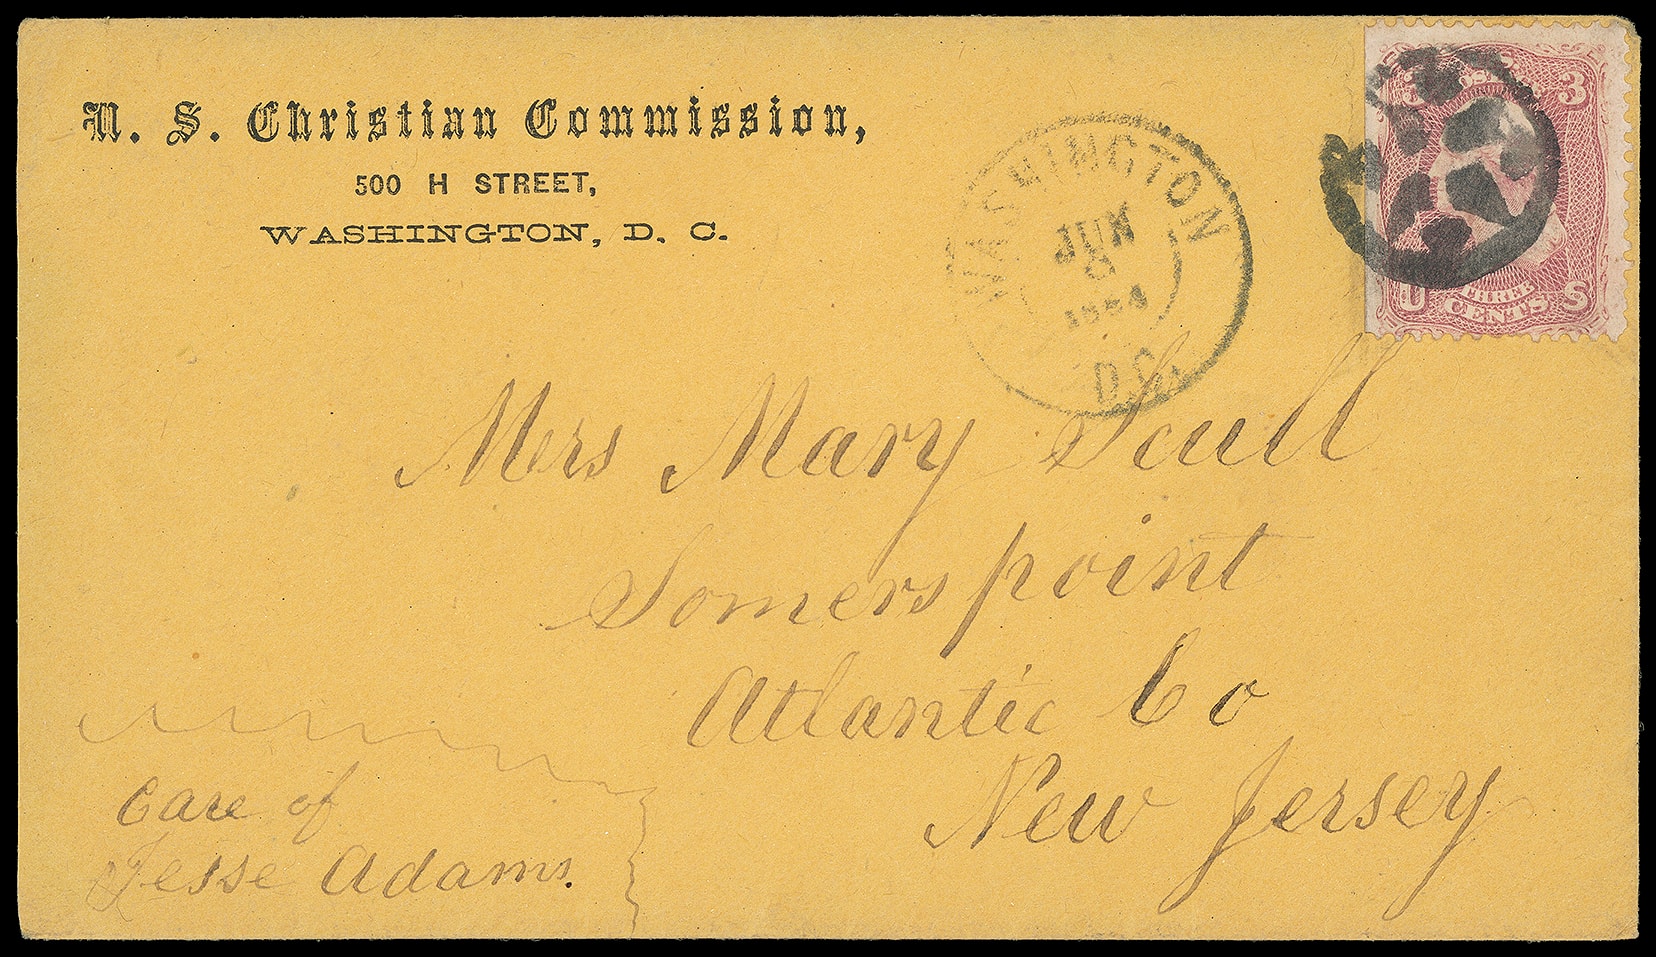 U. S. Christian Commission,
500 H STREET,
WASHINGTON, D. C.
WASHINGTON
JUN
D.C.
3
U THREE S
CENTS
Mrs Mary Scull
Somerspoint
Atlantic Co
New Jersey
Care of
Jesse Adams.